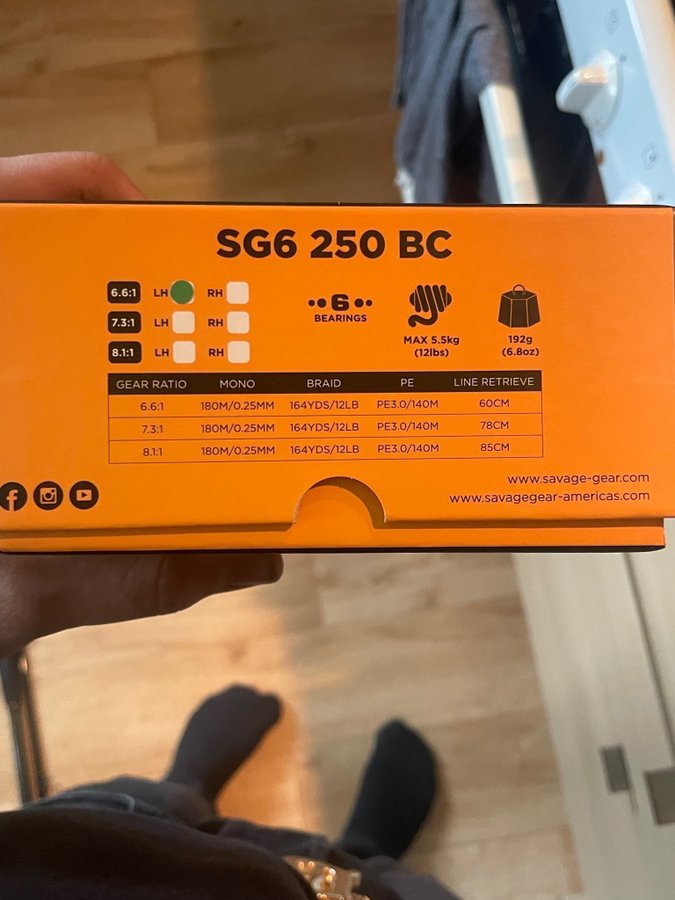 SG6 250 BC
6.6:1 LH RH
7.3:1 LH RH
8.1:1 LH RH
6
BEARINGS
MAX 5.5kg
(12lbs)
192g
(6.8oz)
GEAR RATIO MONO BRAID PE LINE RETRIEVE
6.6:1 180M/0.25MM 164YDS/12LB PE3.0/140M 60CM
7.3:1 180M/0.25MM 164YDS/12LB PE3.0/140M 78CM
8.1:1 180M/0.25MM 164YDS/12LB PE3.0/140M 85CM
www.savage-gear.com
www.savagegear-americas.com